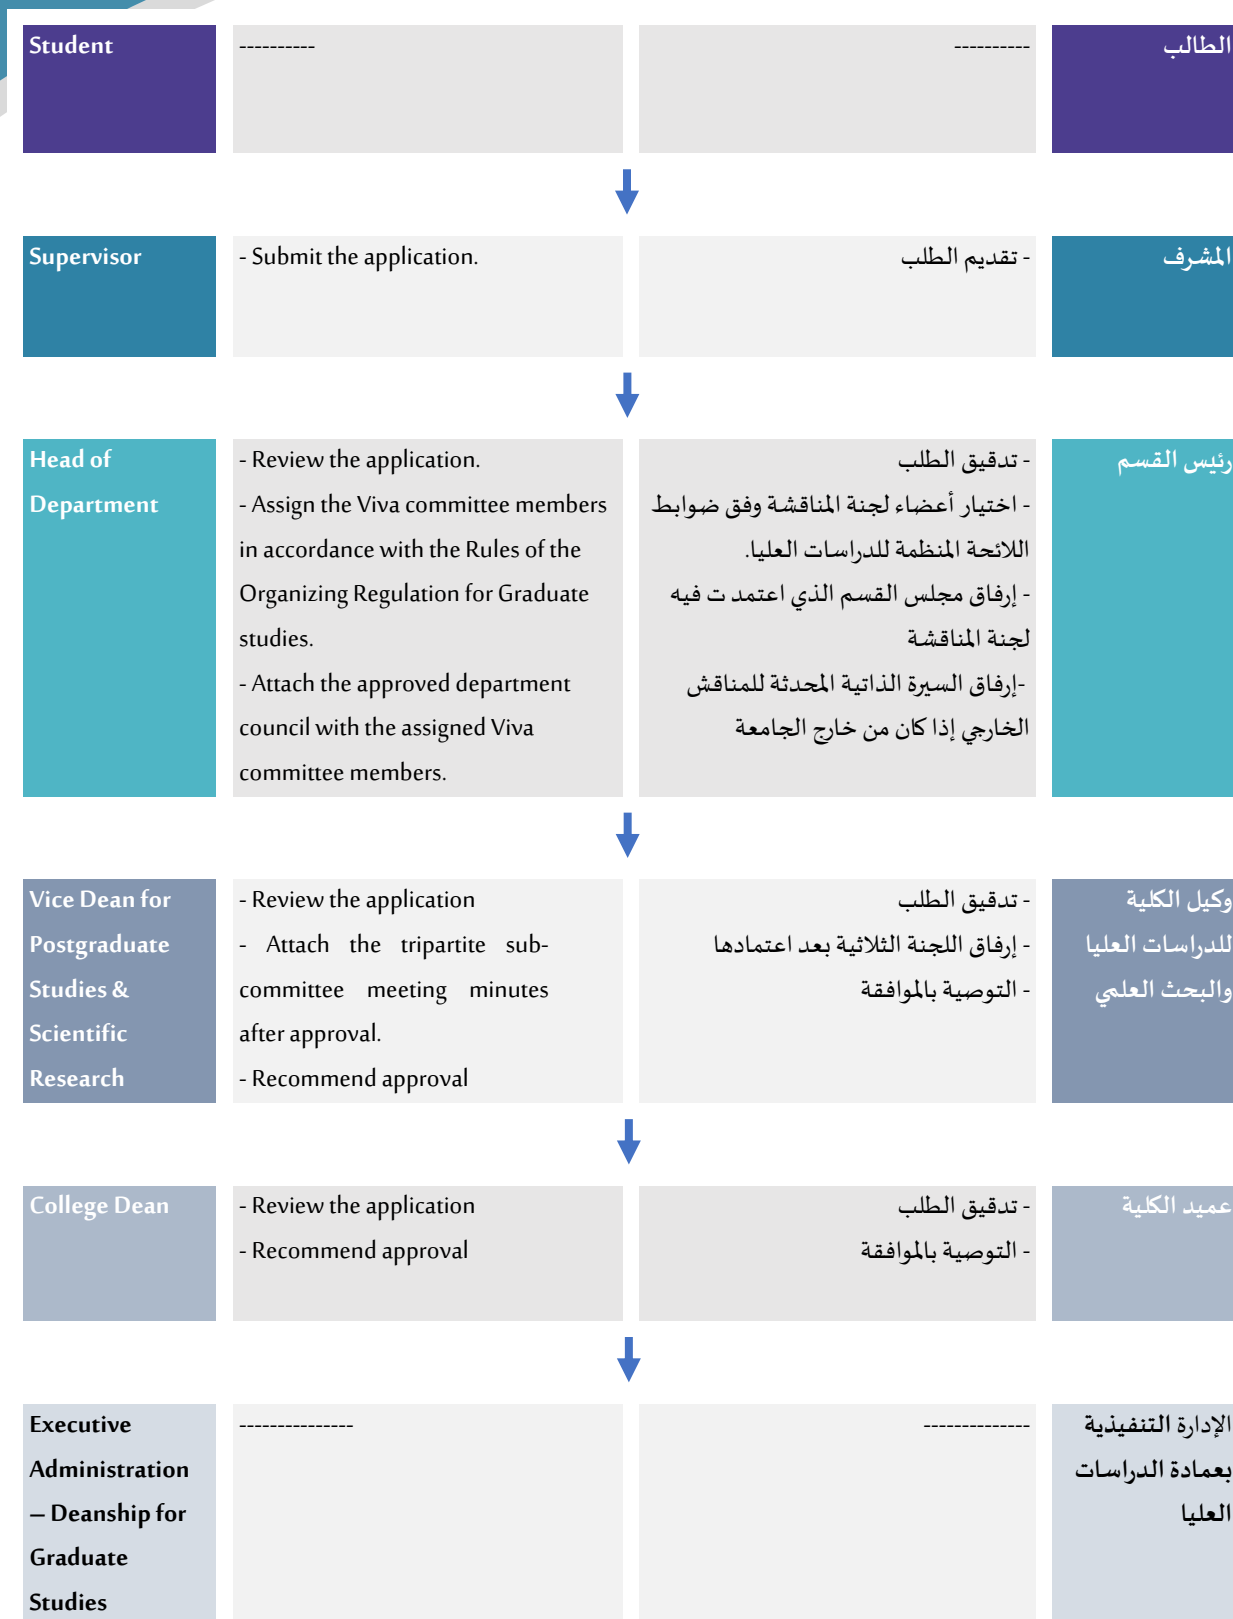 Student
----------
----------
الطالب
Supervisor
- Submit the application.
- تقديم الطلب
المشرف
Head of
Department
- Review the application.
- Assign the Viva committee members
in accordance with the Rules of the
Organizing Regulation for Graduate
studies.
- Attach the approved department
council with the assigned Viva
committee members.
- تدقيق الطلب
- اختيار أعضاء لجنة المناقشة وفق ضوابط
اللائحة المنظمة للدراسات العليا.
- إرفاق مجلس القسم الذي اعتمد ت فيه
لجنة المناقشة
-إرفاق السيرة الذاتية المحدثة للمناقش
الخارجي إذا كان من خارج الجامعة
رئيس القسم
Vice Dean for
Postgraduate
Studies &
Scientific
Research
- Review the application
- Attach the tripartite sub-
committee meeting minutes
after approval.
- Recommend approval
- تدقيق الطلب
- إرفاق اللجنة الثلاثية بعد اعتمادها
- التوصية بالموافقة
وكيل الكلية
للدراسات العليا
والبحث العلمي
College Dean
- Review the application
- Recommend approval
- تدقيق الطلب
- التوصية بالموافقة
عميد الكلية
Executive
Administration
– Deanship for
Graduate
Studies
---------------
--------------
الإدارة التنفيذية
بعمادة الدراسات
العليا